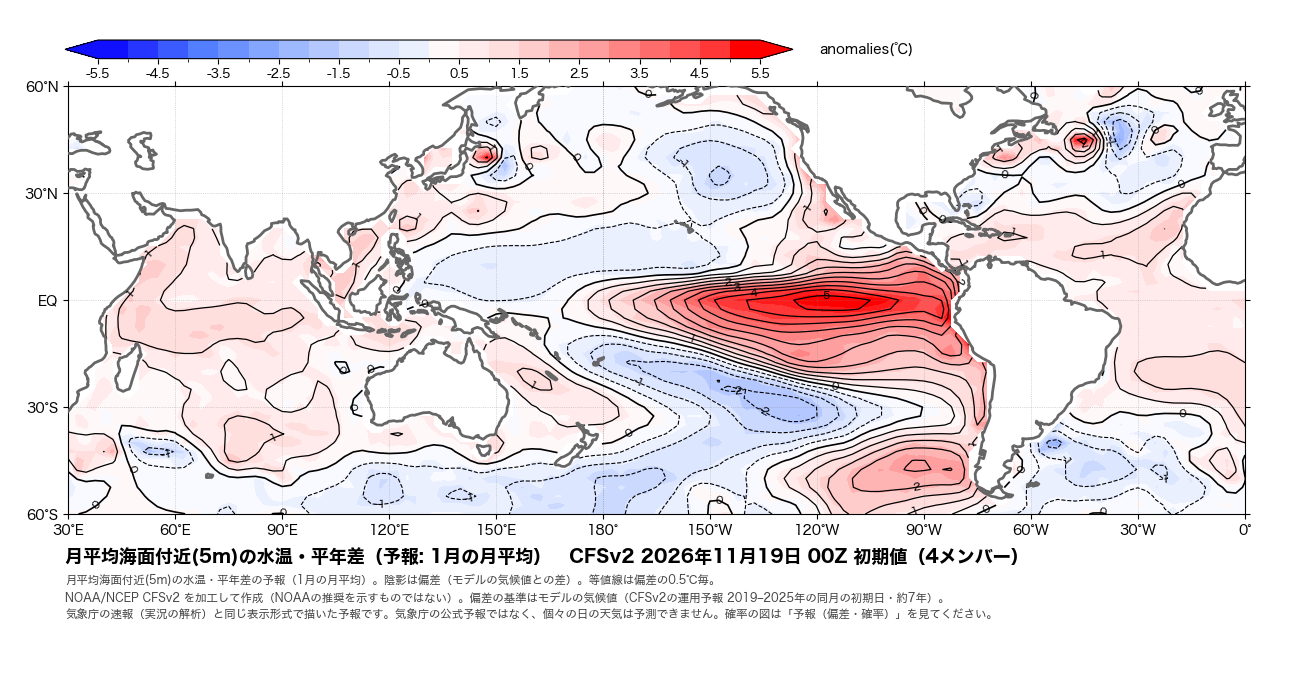 anomalies(℃)
-5.5 -4.5 -3.5 -2.5 -1.5 -0.5 0.5 1.5 2.5 3.5 4.5 5.5
60°N
30°N
EQ
30°S
60°S
30°E 60°E 90°E 120°E 150°E 180° 150°W 120°W 90°W 60°W 30°W 0°
月平均海面付近(5m)の水温・平年差（予報: 1月の月平均） CFSv2 2026年11月19日 00Z 初期値（4メンバー）
月平均海面付近(5m)の水温・平年差の予報（1月の月平均）。陰影は偏差（モデルの気候値との差）。等値線は偏差の0.5℃毎。
NOAA/NCEP CFSv2 を加工して作成（NOAAの推奨を示すものではない）。偏差の基準はモデルの気候値（CFSv2の運用予報 2019–2025年の同月の初期日・約7年）。
気象庁の速報（実況の解析）と同じ表示形式で描いた予報です。気象庁の公式予報ではなく、個々の日の天気は予測できません。確率の図は「予報（偏差・確率）」を見てください。